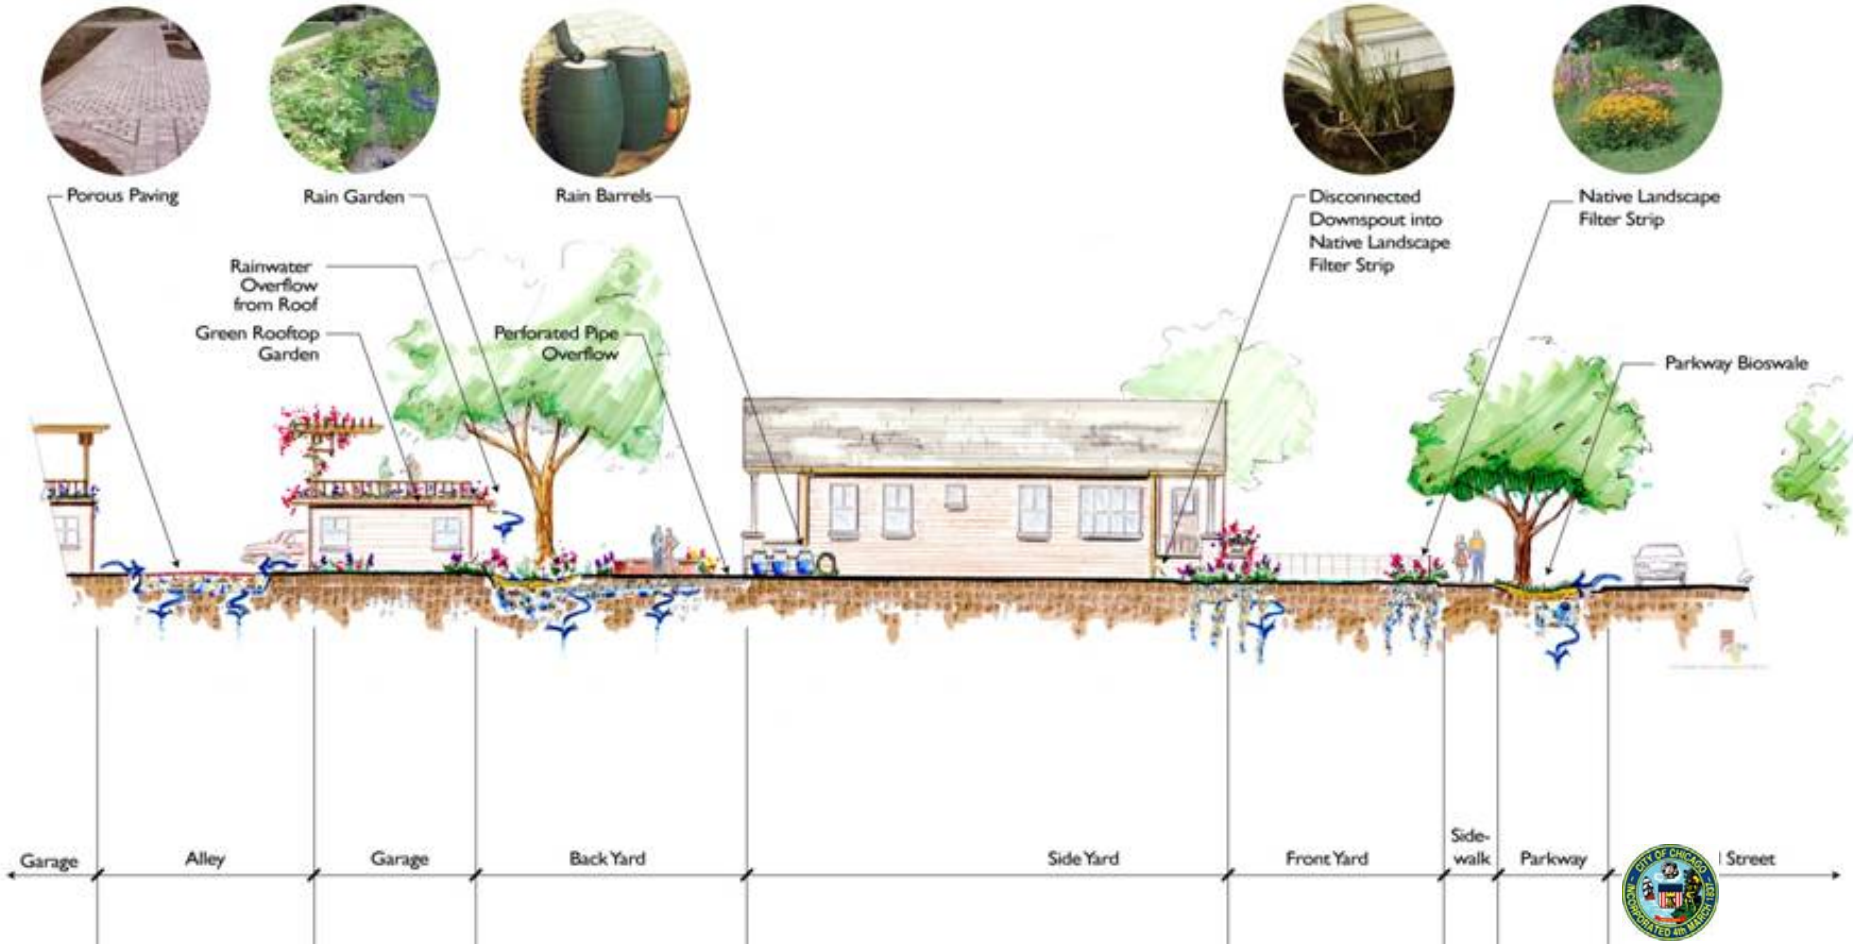 Porous Paving
Rain Garden
Rain Barrels
Disconnected
Downspout into
Native Landscape
Filter Strip
Native Landscape
Filter Strip
Rainwater
Overflow
from Roof
Green Rooftop
Garden
Perforated Pipe
Overflow
Parkway Bioswale
Garage
Alley
Garage
Back Yard
Side Yard
Front Yard
Side-
walk
Parkway
Street
CITY OF CHICAGO
INCORPORATED 4th MARCH 1837